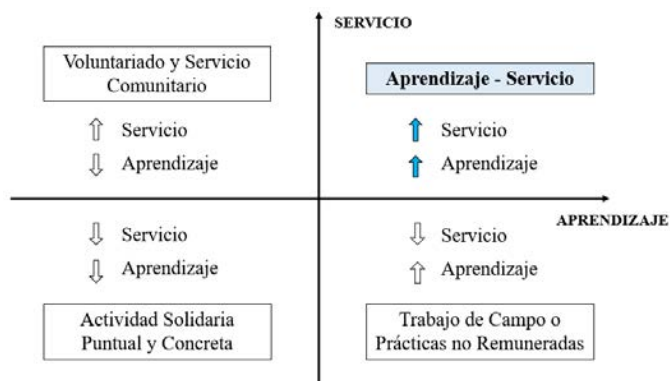 SERVICIO
Voluntariado y Servicio
Comunitario
Servicio
Aprendizaje
Aprendizaje - Servicio
Servicio
Aprendizaje
APRENDIZAJE
Servicio
Aprendizaje
Actividad Solidaria
Puntual y Concreta
Servicio
Aprendizaje
Trabajo de Campo o
Prácticas no Remuneradas